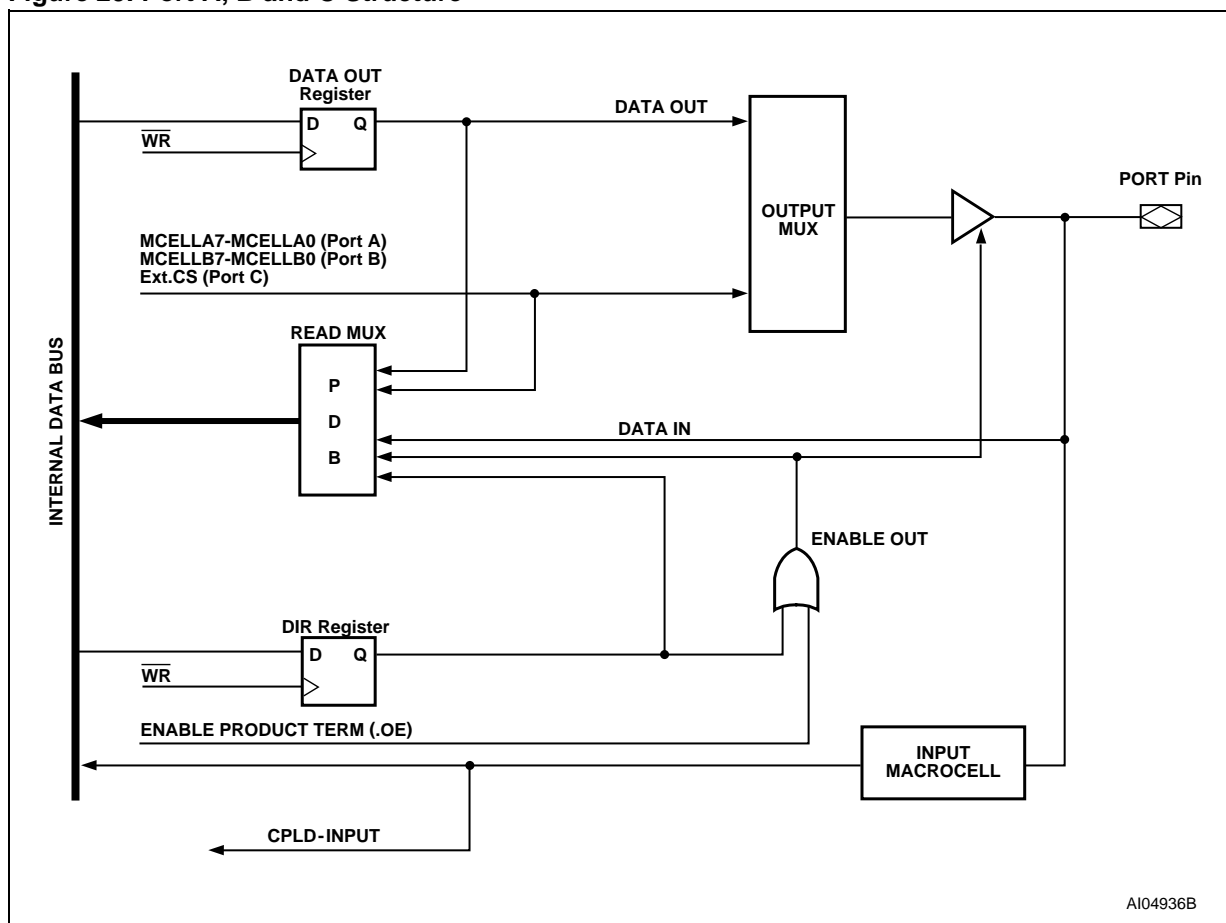 DATA OUT
Register
D Q
WR
DATA OUT
OUTPUT
MUX
PORT Pin
MCELLA7-MCELLA0 (Port A)
MCELLB7-MCELLB0 (Port B)
Ext.CS (Port C)
READ MUX
P
D
B
DATA IN
INTERNAL DATA BUS
ENABLE OUT
DIR Register
D Q
WR
ENABLE PRODUCT TERM (.OE)
INPUT
MACROCELL
CPLD-INPUT
AI04936B